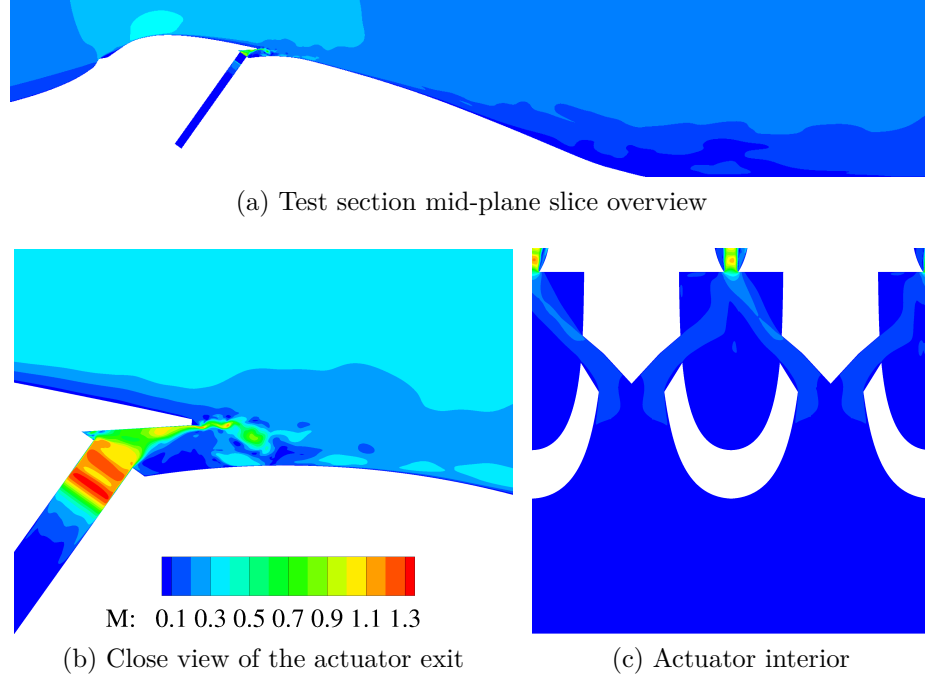 (a) Test section mid-plane slice overview
M: 0.1 0.3 0.5 0.7 0.9 1.1 1.3
(b) Close view of the actuator exit
(c) Actuator interior